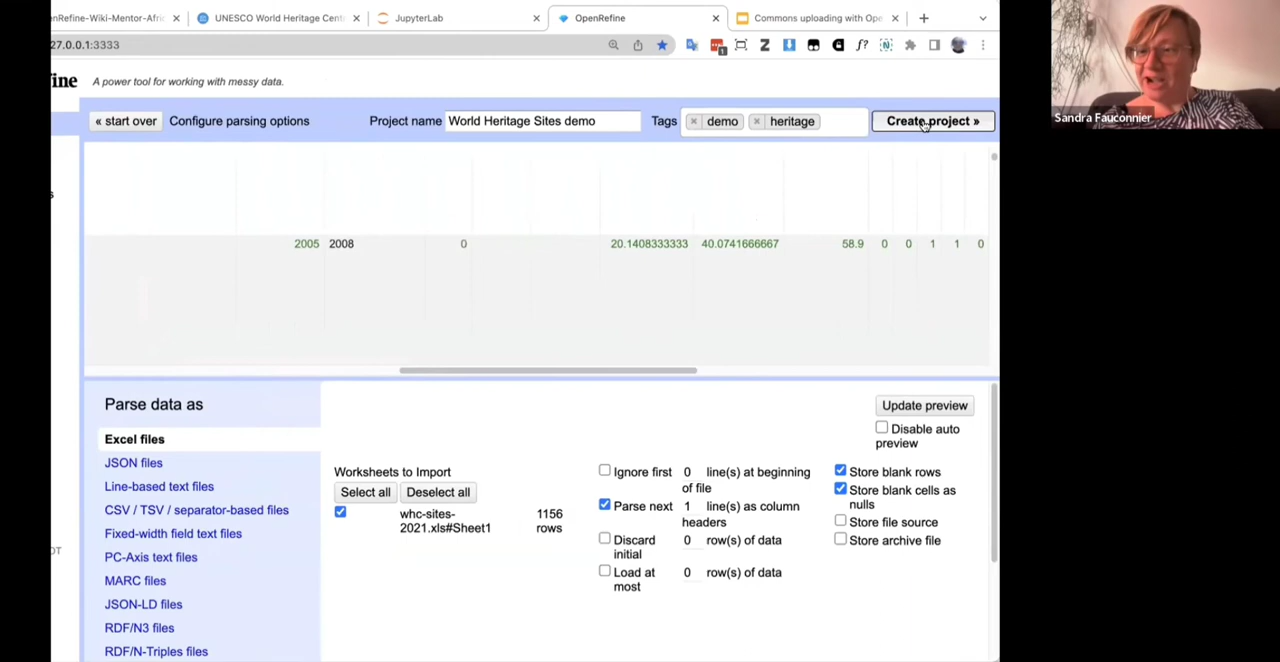 enRefine-Wiki-Mentor-Afri
UNESCO World Heritage Cent
JupyterLab
OpenRefine
Commons uploading with Ope
27.0.0.1:3333
ine
A power tool for working with messy data.
« start over
Configure parsing options
Project name
World Heritage Sites demo
Tags
× demo
× heritage
Create project »
2005 2008 0 20.1408333333 40.0741666667 58.9 0 0 1 1 0
Parse data as
Update preview
Disable auto
preview
Excel files
JSON files
Line-based text files
CSV / TSV / separator-based files
Fixed-width field text files
PC-Axis text files
MARC files
JSON-LD files
RDF/N3 files
RDF/N-Triples files
Worksheets to Import
Select all
Deselect all
whc-sites-
2021.xls#Sheet1
1156
rows
Ignore first 0 line(s) at beginning
of file
Parse next 1 line(s) as column
headers
Discard 0 row(s) of data
initial
Load at 0 row(s) of data
most
Store blank rows
Store blank cells as
nulls
Store file source
Store archive file
s
OT
Sandra Fauconnier